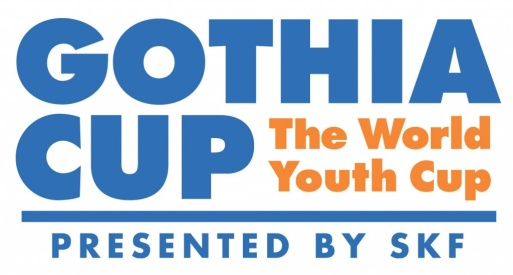 GOTHIA
CUP
The World
Youth Cup
PRESENTED BY SKF